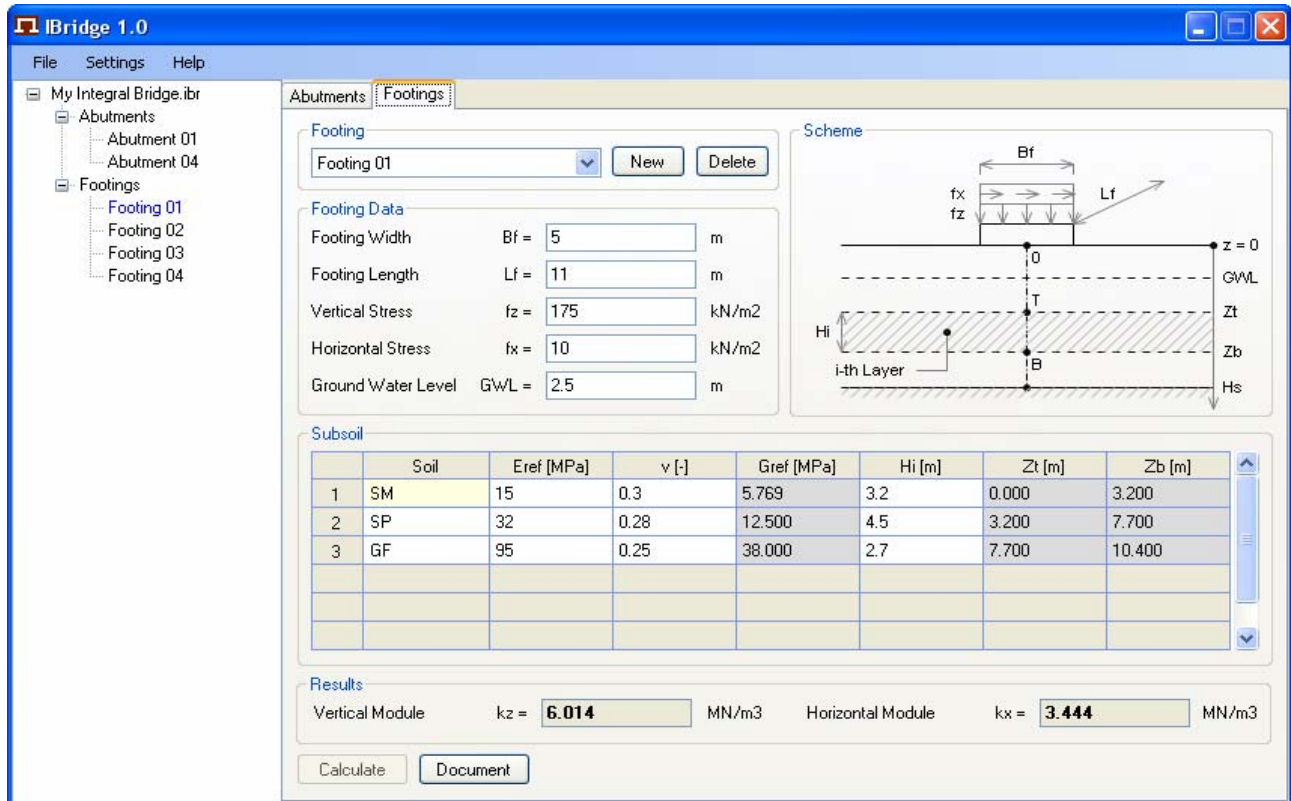 IBridge 1.0
File Settings Help
My Integral Bridge.ibr
Abutments
Abutment 01
Abutment 04
Footings
Footing 01
Footing 02
Footing 03
Footing 04
Abutments Footings
Footing
Footing 01 New Delete
Footing Data
Footing Width Bf = 5 m
Footing Length Lf = 11 m
Vertical Stress fz = 175 kN/m2
Horizontal Stress fx = 10 kN/m2
Ground Water Level GWL = 2.5 m
Scheme
Bf
fx Lf
fz
0 z = 0
GWL
T Zt
Hi
Zb
i-th Layer B
Hs
Subsoil
Soil Eref [MPa] v [-] Gref [MPa] Hi [m] Zt [m] Zb [m]
1 SM 15 0.3 5.769 3.2 0.000 3.200
2 SP 32 0.28 12.500 4.5 3.200 7.700
3 GF 95 0.25 38.000 2.7 7.700 10.400
Results
Vertical Module kz = 6.014 MN/m3 Horizontal Module kx = 3.444 MN/m3
Calculate Document